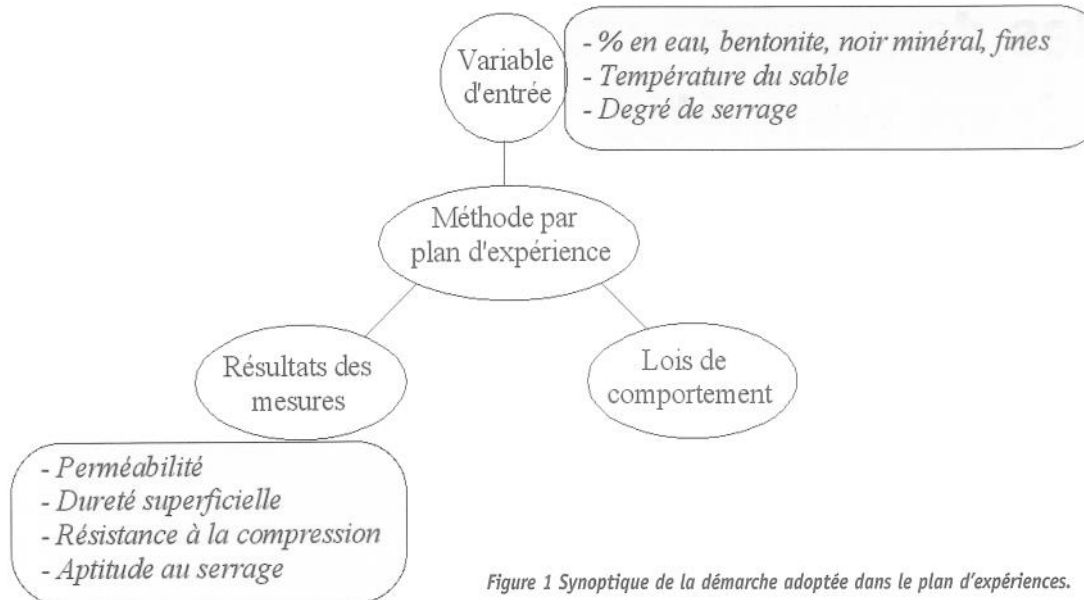 Variable
d'entrée
- % en eau, bentonite, noir minéral, fines
- Température du sable
- Degré de serrage
Méthode par
plan d'expérience
Résultats des
mesures
Lois de
comportement
- Perméabilité
- Dureté superficielle
- Résistance à la compression
- Aptitude au serrage
Figure 1 Synoptique de la démarche adoptée dans le plan d'expériences.